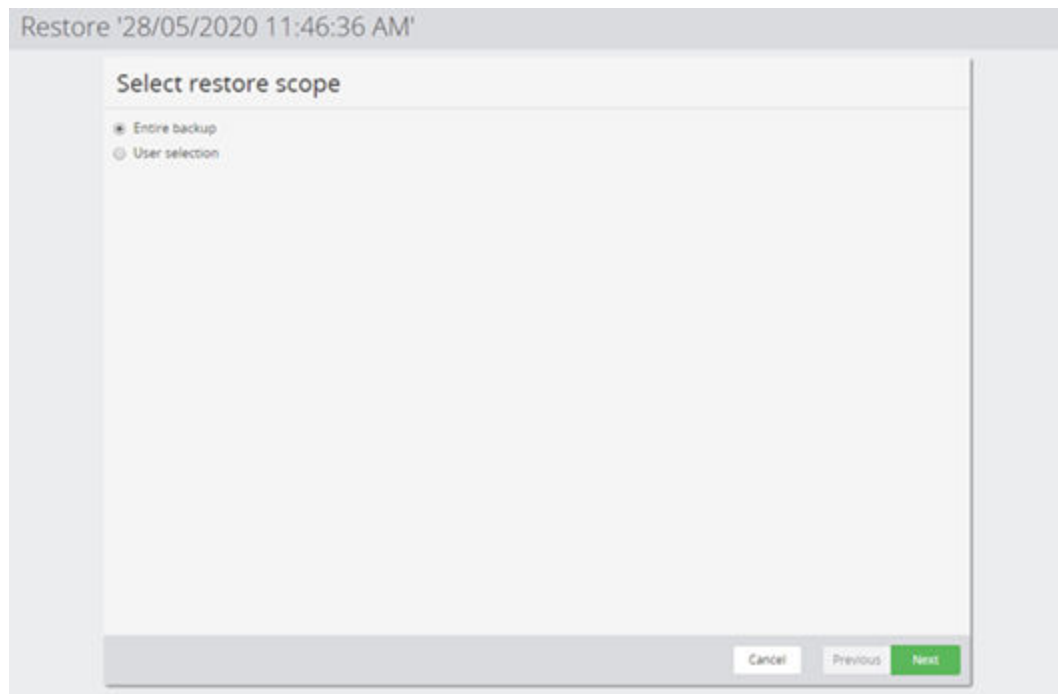 Restore '28/05/2020 11:46:36 AM'
Select restore scope
Entire backup
User selection
Cancel Previous Next